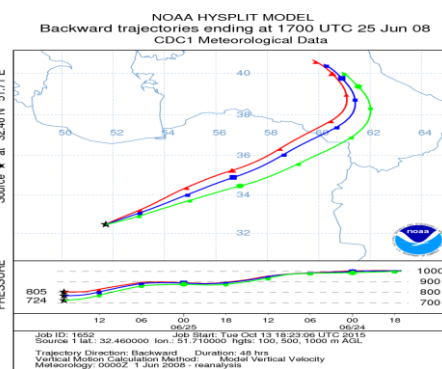 NOAA HYSPLIT MODEL
Backward trajectories ending at 1700 UTC 25 Jun 08
CDC1 Meteorological Data
Source ★ at 32.46 N 51.71 E
40
40
38
36
34
32
50
52
54
56
58
60
62
64
noaa
PRESSURE
805
724
1000
900
800
700
12 06 00 18 12 06 00 18
06/25 06/24
Job ID: 1652 Job Start: Tue Oct 13 18:23:06 UTC 2015
Source 1 lat.: 32.460000 lon.: 51.710000 hgts: 100, 500, 1000 m AGL
Trajectory Direction: Backward Duration: 48 hrs
Vertical Motion Calculation Method: Model Vertical Velocity
Meteorology: 0000Z 1 Jun 2008 - reanalysis